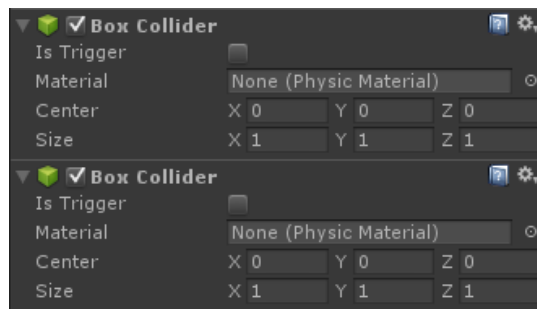 Box Collider
Is Trigger
Material None (Physic Material)
Center X 0 Y 0 Z 0
Size X 1 Y 1 Z 1
Box Collider
Is Trigger
Material None (Physic Material)
Center X 0 Y 0 Z 0
Size X 1 Y 1 Z 1